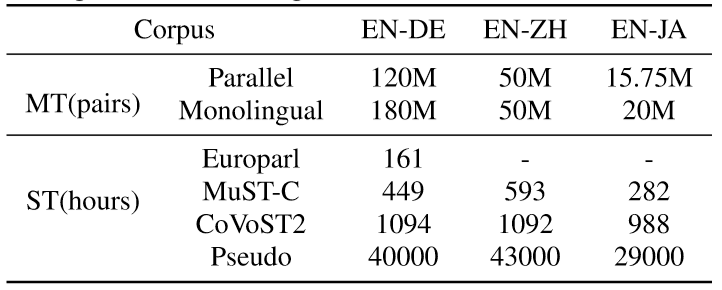 Corpus EN-DE EN-ZH EN-JA
MT(pairs) Parallel 120M 50M 15.75M
Monolingual 180M 50M 20M
ST(hours) Europarl 161 - -
MuST-C 449 593 282
CoVoST2 1094 1092 988
Pseudo 40000 43000 29000